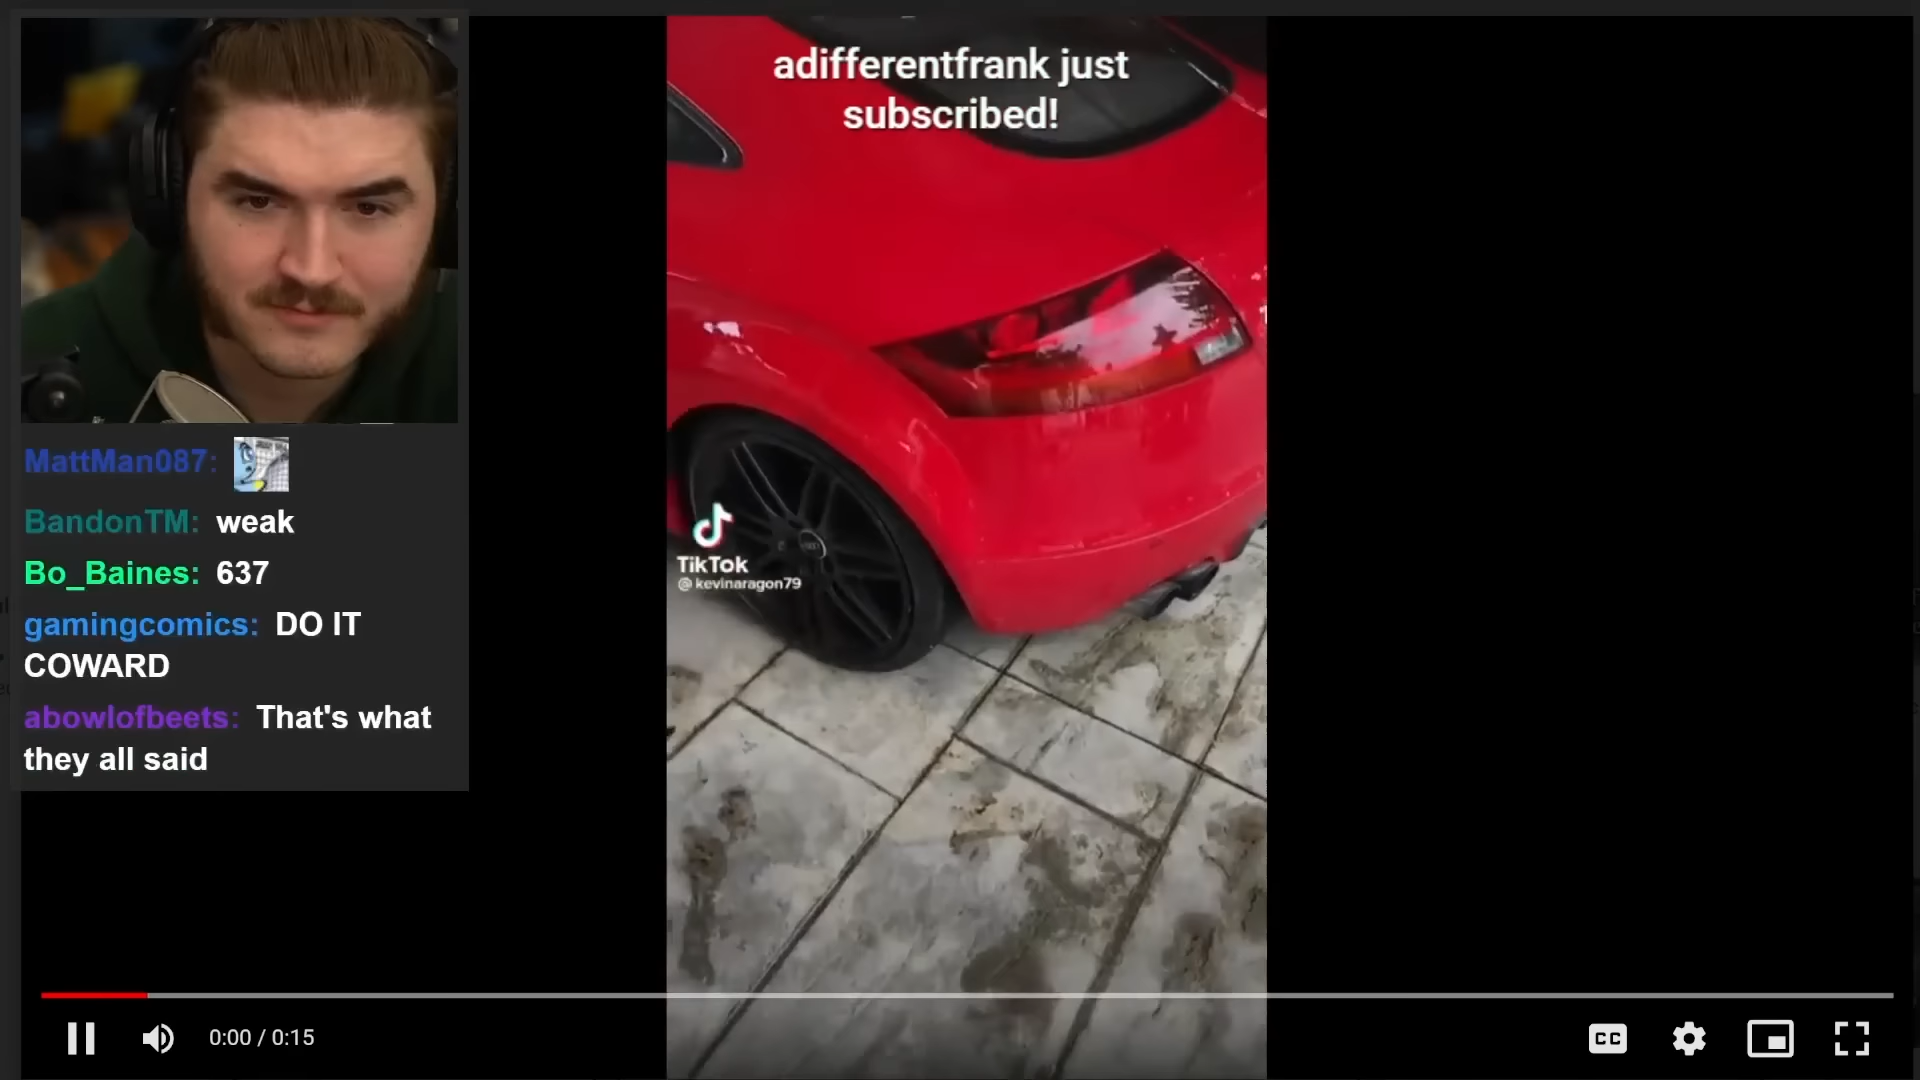 adifferentfrank just
subscribed!
MattMan087:
BandonTM: weak
Bo_Baines: 637
gamingcomics: DO IT
COWARD
abowlofbeets: That's what
they all said
TikTok
@kevinaragon79
0:00 / 0:15
CC